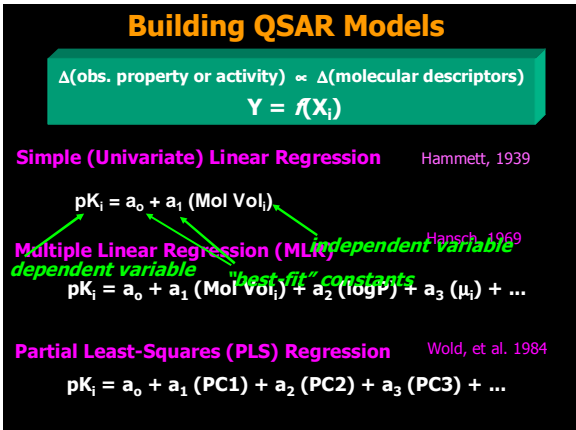 Building QSAR Models
Δ(obs. property or activity) ∝ Δ(molecular descriptors)
Y = f(Xᵢ)
Simple (Univariate) Linear Regression Hammett, 1939
pKᵢ = aₒ + a₁ (Mol Volᵢ)
Hansch, 1969
independent variable
Multiple Linear Regression (MLR)
dependent variable
"best-fit" constants
pKᵢ = aₒ + a₁ (Mol Volᵢ) + a₂ (logP) + a₃ (μᵢ) + ...
Partial Least-Squares (PLS) Regression Wold, et al. 1984
pKᵢ = aₒ + a₁ (PC1) + a₂ (PC2) + a₃ (PC3) + ...